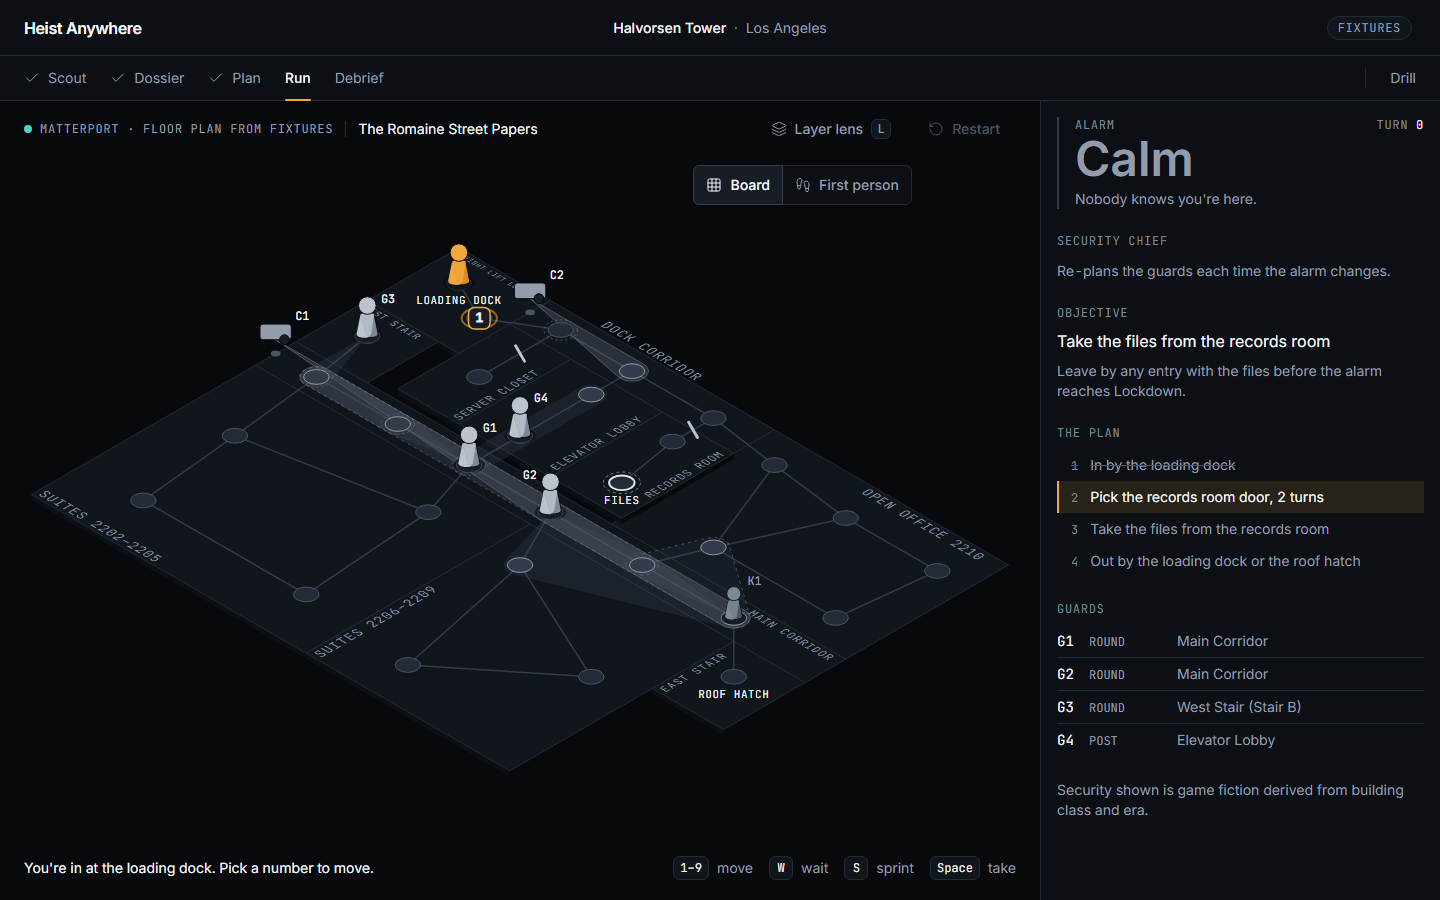 Heist Anywhere
Halvorsen Tower · Los Angeles
FIXTURES
Scout
Dossier
Plan
Run
Debrief
Drill
MATTERPORT · FLOOR PLAN FROM FIXTURES
The Romaine Street Papers
Layer lens L
Restart
Board
First person
C2
C1
G3
LOADING DOCK
1
DOCK CORRIDOR
SERVER CLOSET
G4
G1
ELEVATOR LOBBY
G2
RECORDS ROOM
FILES
SUITES 2202–2205
OPEN OFFICE 2210
K1
SUITES 2206–2209
MAIN CORRIDOR
EAST STAIR
ROOF HATCH
You're in at the loading dock. Pick a number to move.
1–9 move
W wait
S sprint
Space take
ALARM
TURN 0
Calm
Nobody knows you're here.
SECURITY CHIEF
Re-plans the guards each time the alarm changes.
OBJECTIVE
Take the files from the records room
Leave by any entry with the files before the alarm
reaches Lockdown.
THE PLAN
1 In by the loading dock
2 Pick the records room door, 2 turns
3 Take the files from the records room
4 Out by the loading dock or the roof hatch
GUARDS
G1 ROUND Main Corridor
G2 ROUND Main Corridor
G3 ROUND West Stair (Stair B)
G4 POST Elevator Lobby
Security shown is game fiction derived from building
class and era.